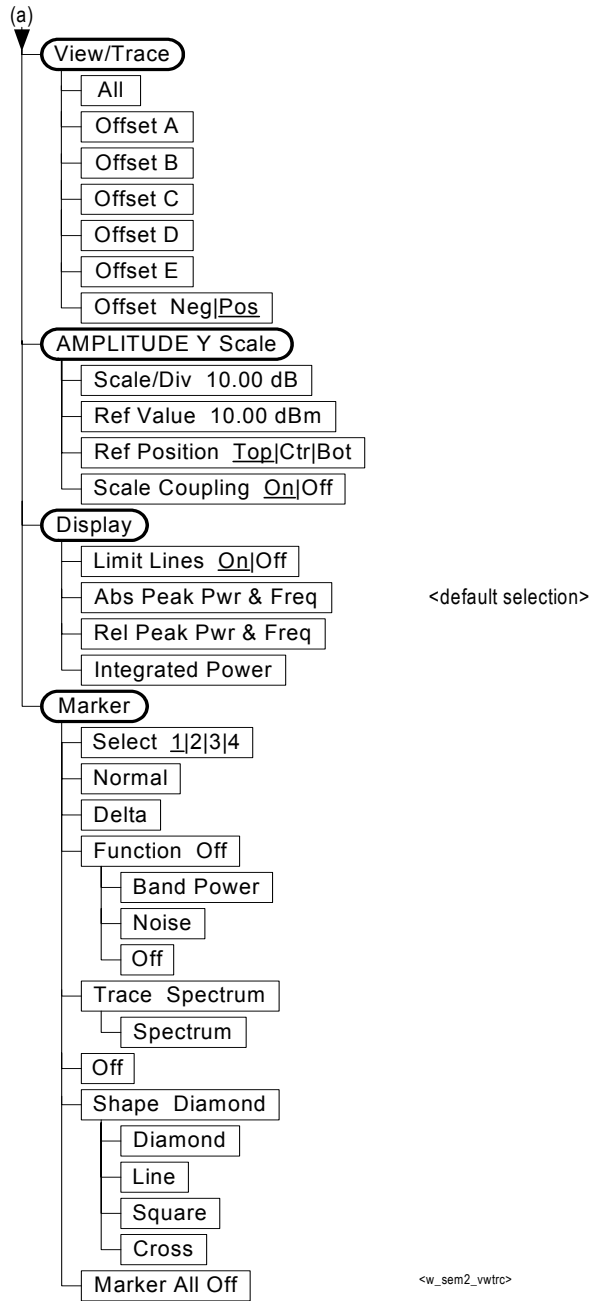 (a)
View/Trace
All
Offset A
Offset B
Offset C
Offset D
Offset E
Offset Neg|Pos
AMPLITUDE Y Scale
Scale/Div 10.00 dB
Ref Value 10.00 dBm
Ref Position Top|Ctr|Bot
Scale Coupling On|Off
Display
Limit Lines On|Off
Abs Peak Pwr & Freq <default selection>
Rel Peak Pwr & Freq
Integrated Power
Marker
Select 1|2|3|4
Normal
Delta
Function Off
Band Power
Noise
Off
Trace Spectrum
Spectrum
Off
Shape Diamond
Diamond
Line
Square
Cross
Marker All Off <w_sem2_vwtrc>